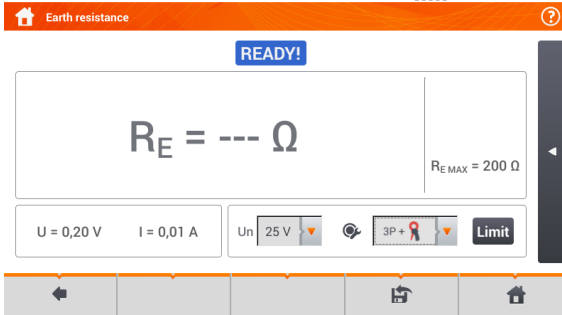 Earth resistance
READY!
RE = --- Ω
RE MAX = 200 Ω
U = 0,20 V I = 0,01 A Un 25 V 3P + Limit